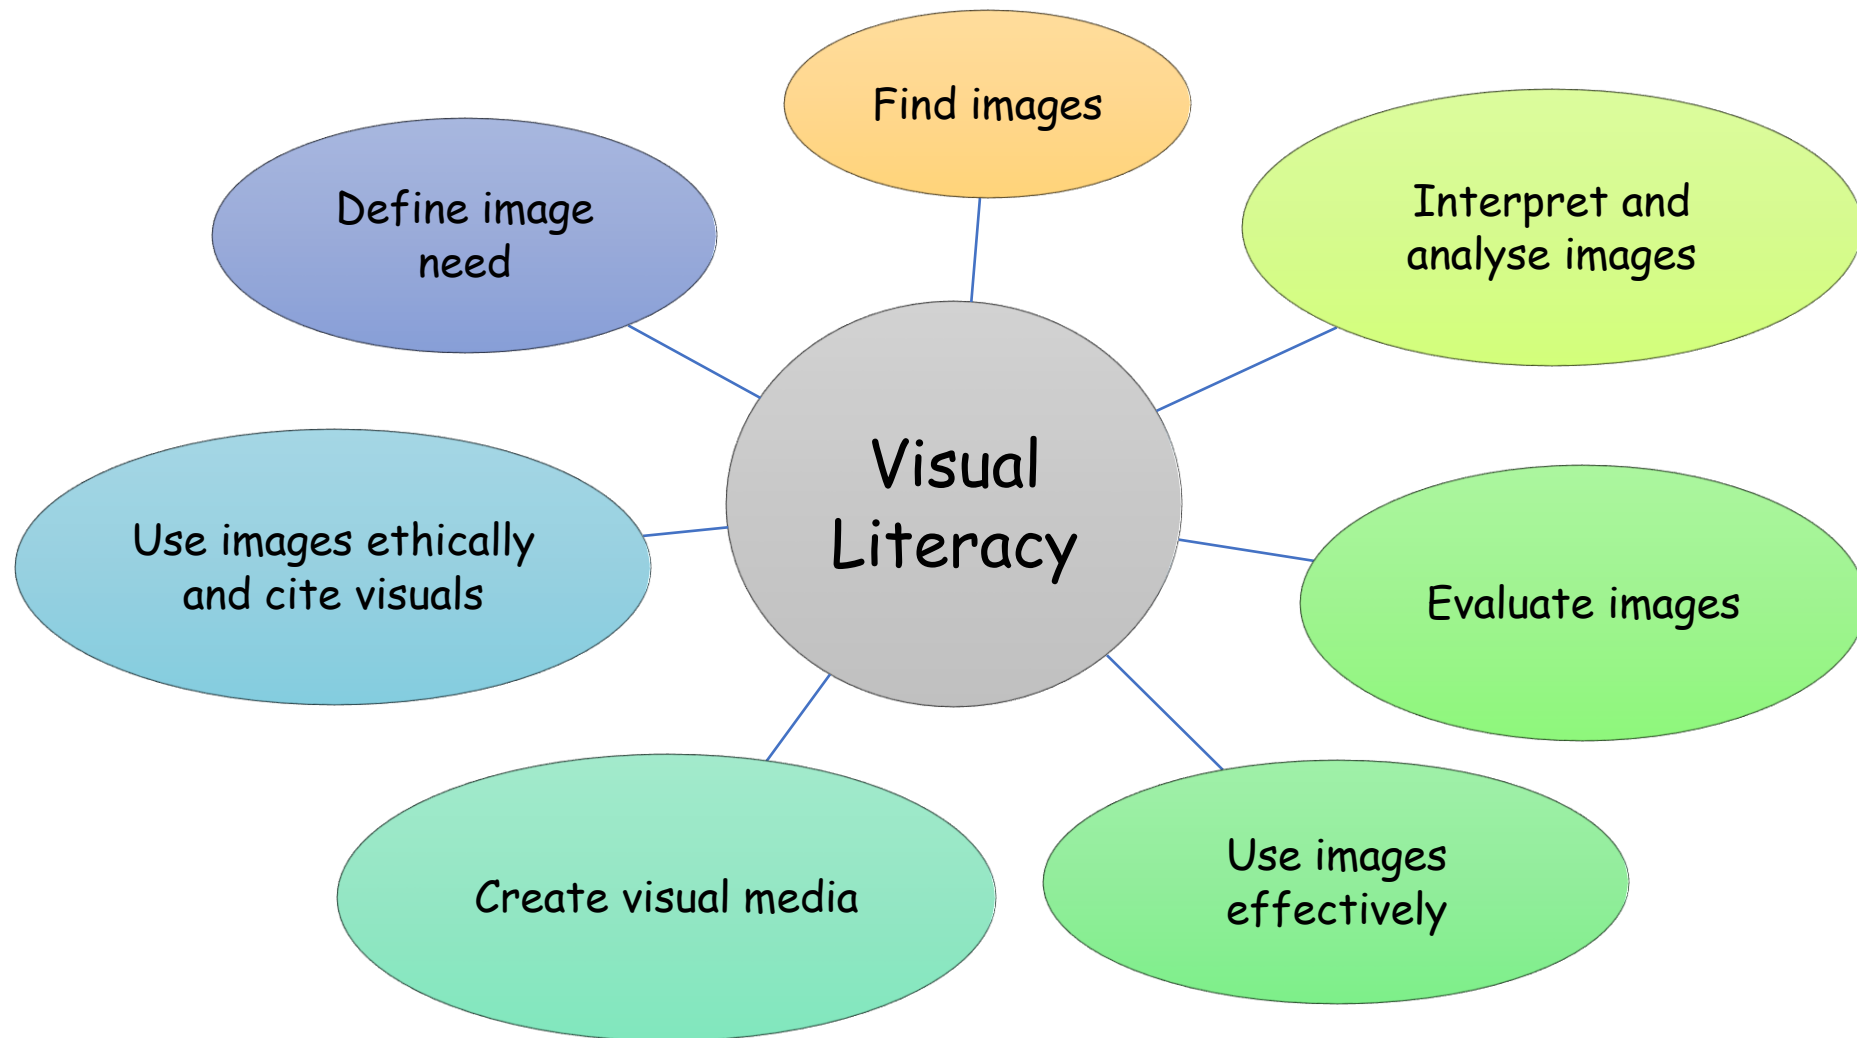 Find images
Define image
need
Interpret and
analyse images
Visual
Literacy
Use images ethically
and cite visuals
Evaluate images
Create visual media
Use images
effectively